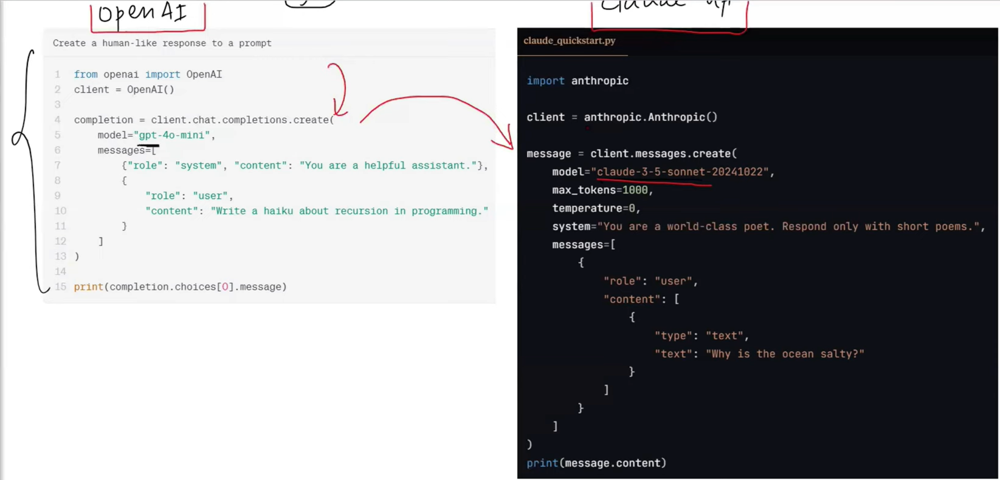 OpenAI
Create a human-like response to a prompt
1 from openai import OpenAI
2 client = OpenAI()
3
4 completion = client.chat.completions.create(
5     model="gpt-4o-mini",
6     messages=[
7         {"role": "system", "content": "You are a helpful assistant."},
8         {
9             "role": "user",
10             "content": "Write a haiku about recursion in programming."
11         }
12     ]
13 )
14
15 print(completion.choices[0].message)
Claude
claude_quickstart.py
import anthropic
client = anthropic.Anthropic()
message = client.messages.create(
    model="claude-3-5-sonnet-20241022",
    max_tokens=1000,
    temperature=0,
    system="You are a world-class poet. Respond only with short poems.",
    messages=[
        {
            "role": "user",
            "content": [
                {
                    "type": "text",
                    "text": "Why is the ocean salty?"
                }
            ]
        }
    ]
)
print(message.content)